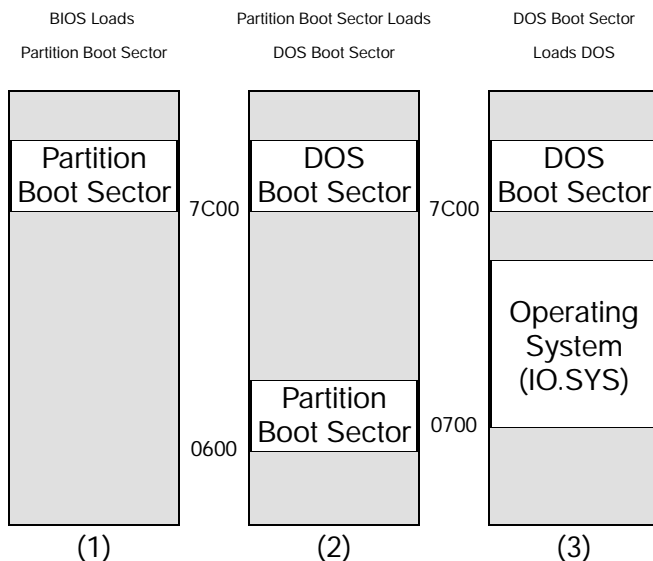 BIOS Loads
Partition Boot Sector
Partition Boot Sector Loads
DOS Boot Sector
DOS Boot Sector
Loads DOS
Partition
Boot Sector
7C00
DOS
Boot Sector
7C00
DOS
Boot Sector
Operating
System
(IO.SYS)
Partition
Boot Sector
0600
0700
(1)
(2)
(3)